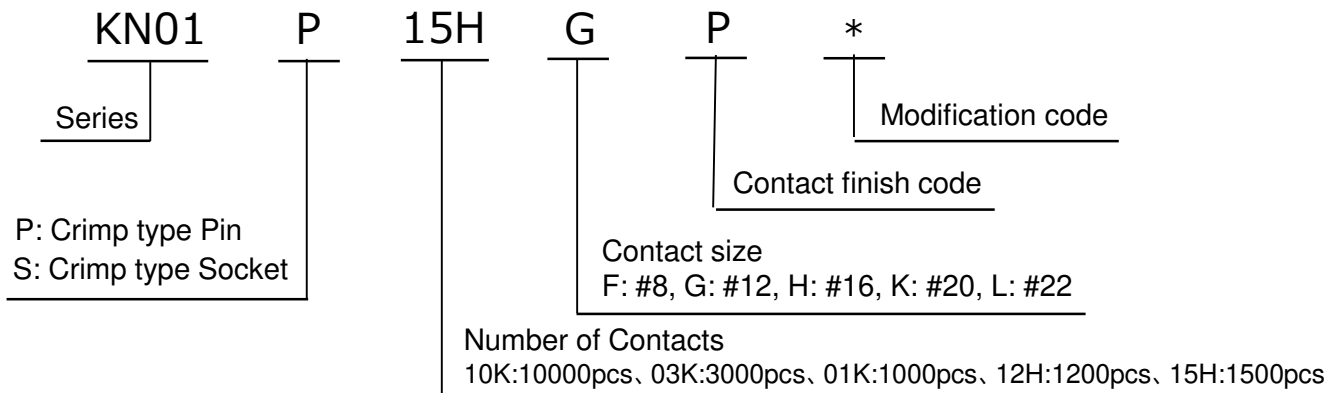 KN01 P 15H G P *
Series
Modification code
Contact finish code
P: Crimp type Pin
S: Crimp type Socket
Contact size
F: #8, G: #12, H: #16, K: #20, L: #22
Number of Contacts
10K:10000pcs、03K:3000pcs、01K:1000pcs、12H:1200pcs、15H:1500pcs